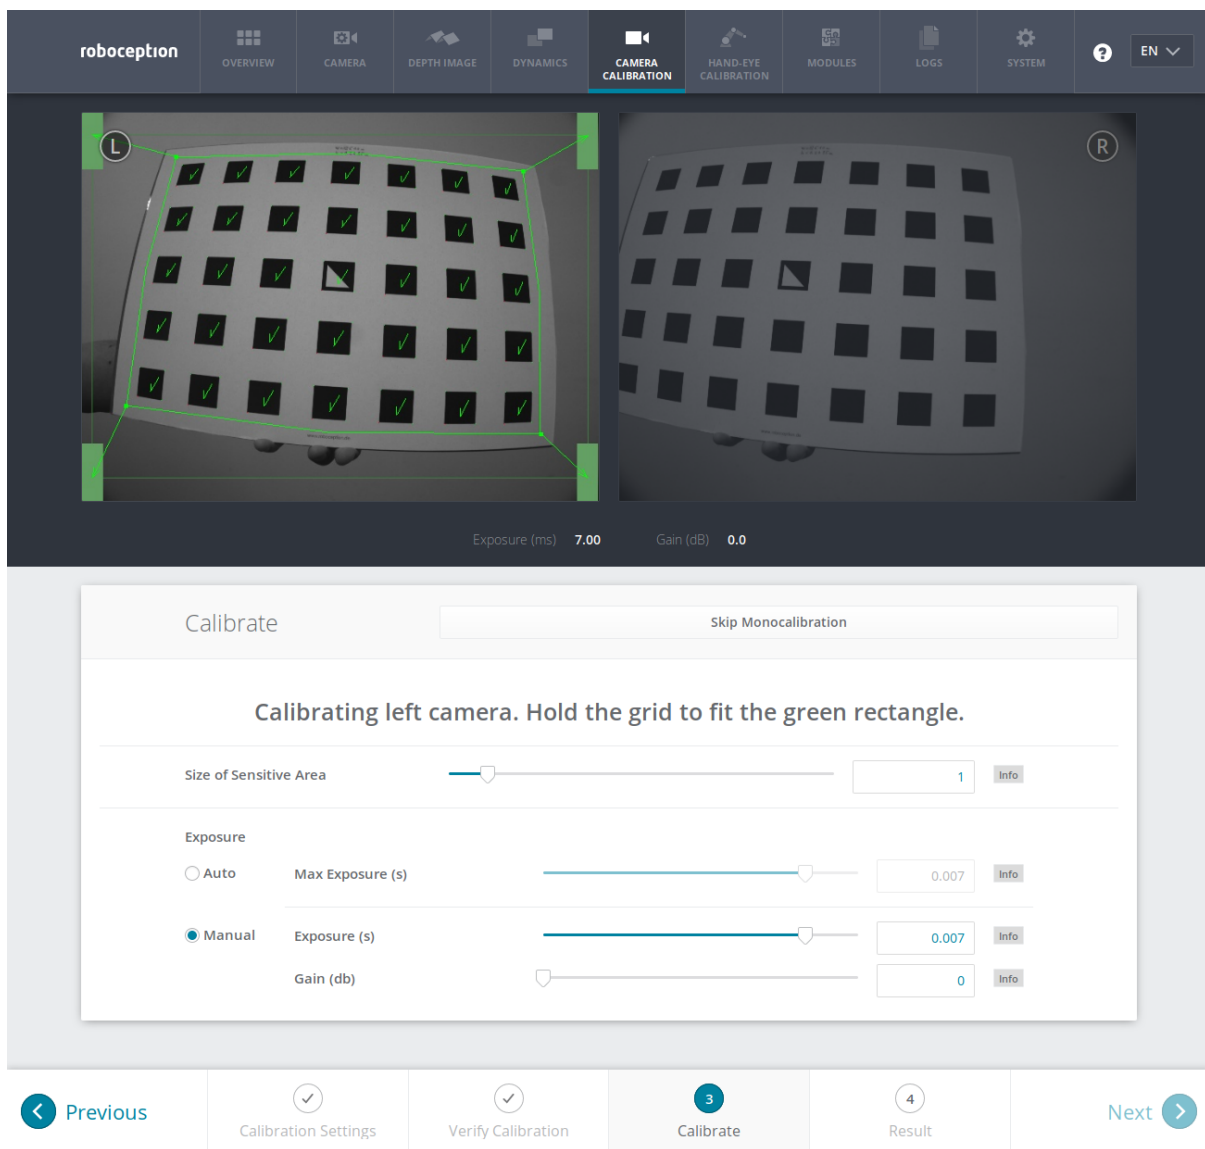 roboception
OVERVIEW
CAMERA
DEPTH IMAGE
DYNAMICS
CAMERA CALIBRATION
HAND-EYE CALIBRATION
MODULES
LOGS
SYSTEM
?
EN
L
R
Exposure (ms) 7.00 Gain (dB) 0.0
Calibrate
Skip Monocalibration
Calibrating left camera. Hold the grid to fit the green rectangle.
Size of Sensitive Area 1 Info
Exposure
Auto Max Exposure (s) 0.007 Info
Manual Exposure (s) 0.007 Info
Gain (db) 0 Info
Previous
Calibration Settings
Verify Calibration
3
Calibrate
4
Result
Next